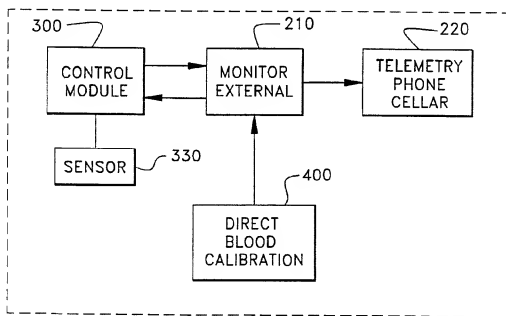 300
210
220
CONTROL
MODULE
MONITOR
EXTERNAL
TELEMETRY
PHONE
CELLAR
SENSOR
330
400
DIRECT
BLOOD
CALIBRATION